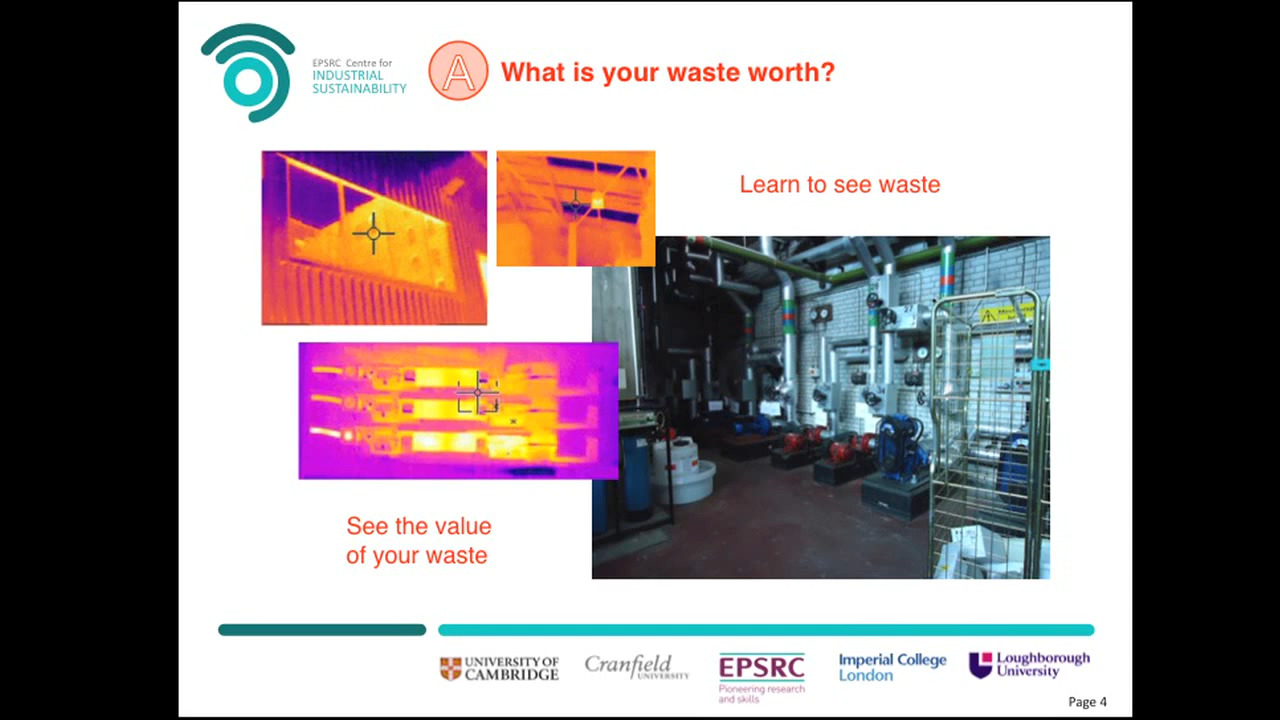 EPSRC Centre for
INDUSTRIAL
SUSTAINABILITY
A
What is your waste worth?
Learn to see waste
See the value
of your waste
UNIVERSITY OF
CAMBRIDGE
Cranfield
UNIVERSITY
EPSRC
Pioneering research
and skills
Imperial College
London
Loughborough
University
Page 4